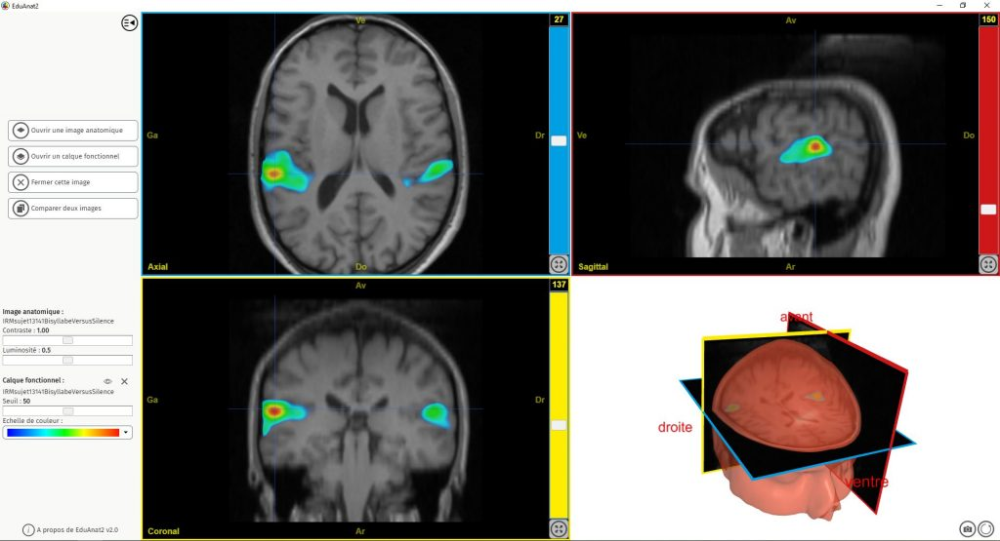 EduAnat2
Ouvrir une image anatomique
Ouvrir un calque fonctionnel
Fermer cette image
Comparer deux images
Image anatomique :
IRMsujet13141BisyllabeVersusSilence
Contraste : 1.00
Luminosité : 0.5
Calque fonctionnel :
IRMsujet13141BisyllabeVersusSilence
Seuil : 50
Echelle de couleur :
A propos de EduAnat2 v2.0
Ve
27
Ga
Dr
Axial
Do
Av
150
Ve
Do
Sagittal
Ar
Av
137
Ga
Dr
Coronal
Ar
avant
droite
ventre